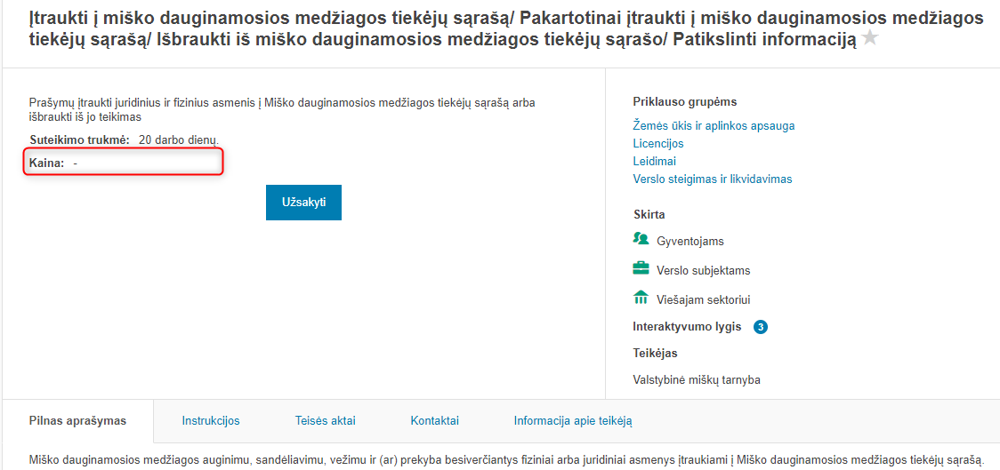 Įtraukti į miško dauginamosios medžiagos tiekėjų sąrašą/ Pakartotinai įtraukti į miško dauginamosios medžiagos
tiekėjų sąrašą/ Išbraukti iš miško dauginamosios medžiagos tiekėjų sąrašo/ Patikslinti informaciją
Prašymų įtraukti juridinius ir fizinius asmenis į Miško dauginamosios medžiagos tiekėjų sąrašą arba
išbraukti iš jo teikimas
Suteikimo trukmė: 20 darbo dienų.
Kaina: -
Užsakyti
Priklauso grupėms
Žemės ūkis ir aplinkos apsauga
Licencijos
Leidimai
Verslo steigimas ir likvidavimas
Skirta
Gyventojams
Verslo subjektams
Viešajam sektoriui
Interaktyvumo lygis 3
Teikėjas
Valstybinė miškų tarnyba
Pilnas aprašymas Instrukcijos Teisės aktai Kontaktai Informacija apie teikėją
Miško dauginamosios medžiagos auginimu, sandėliavimu, vežimu ir (ar) prekyba besiverčiantys fiziniai arba juridiniai asmenys įtraukiami į Miško dauginamosios medžiagos tiekėjų sąrašą.